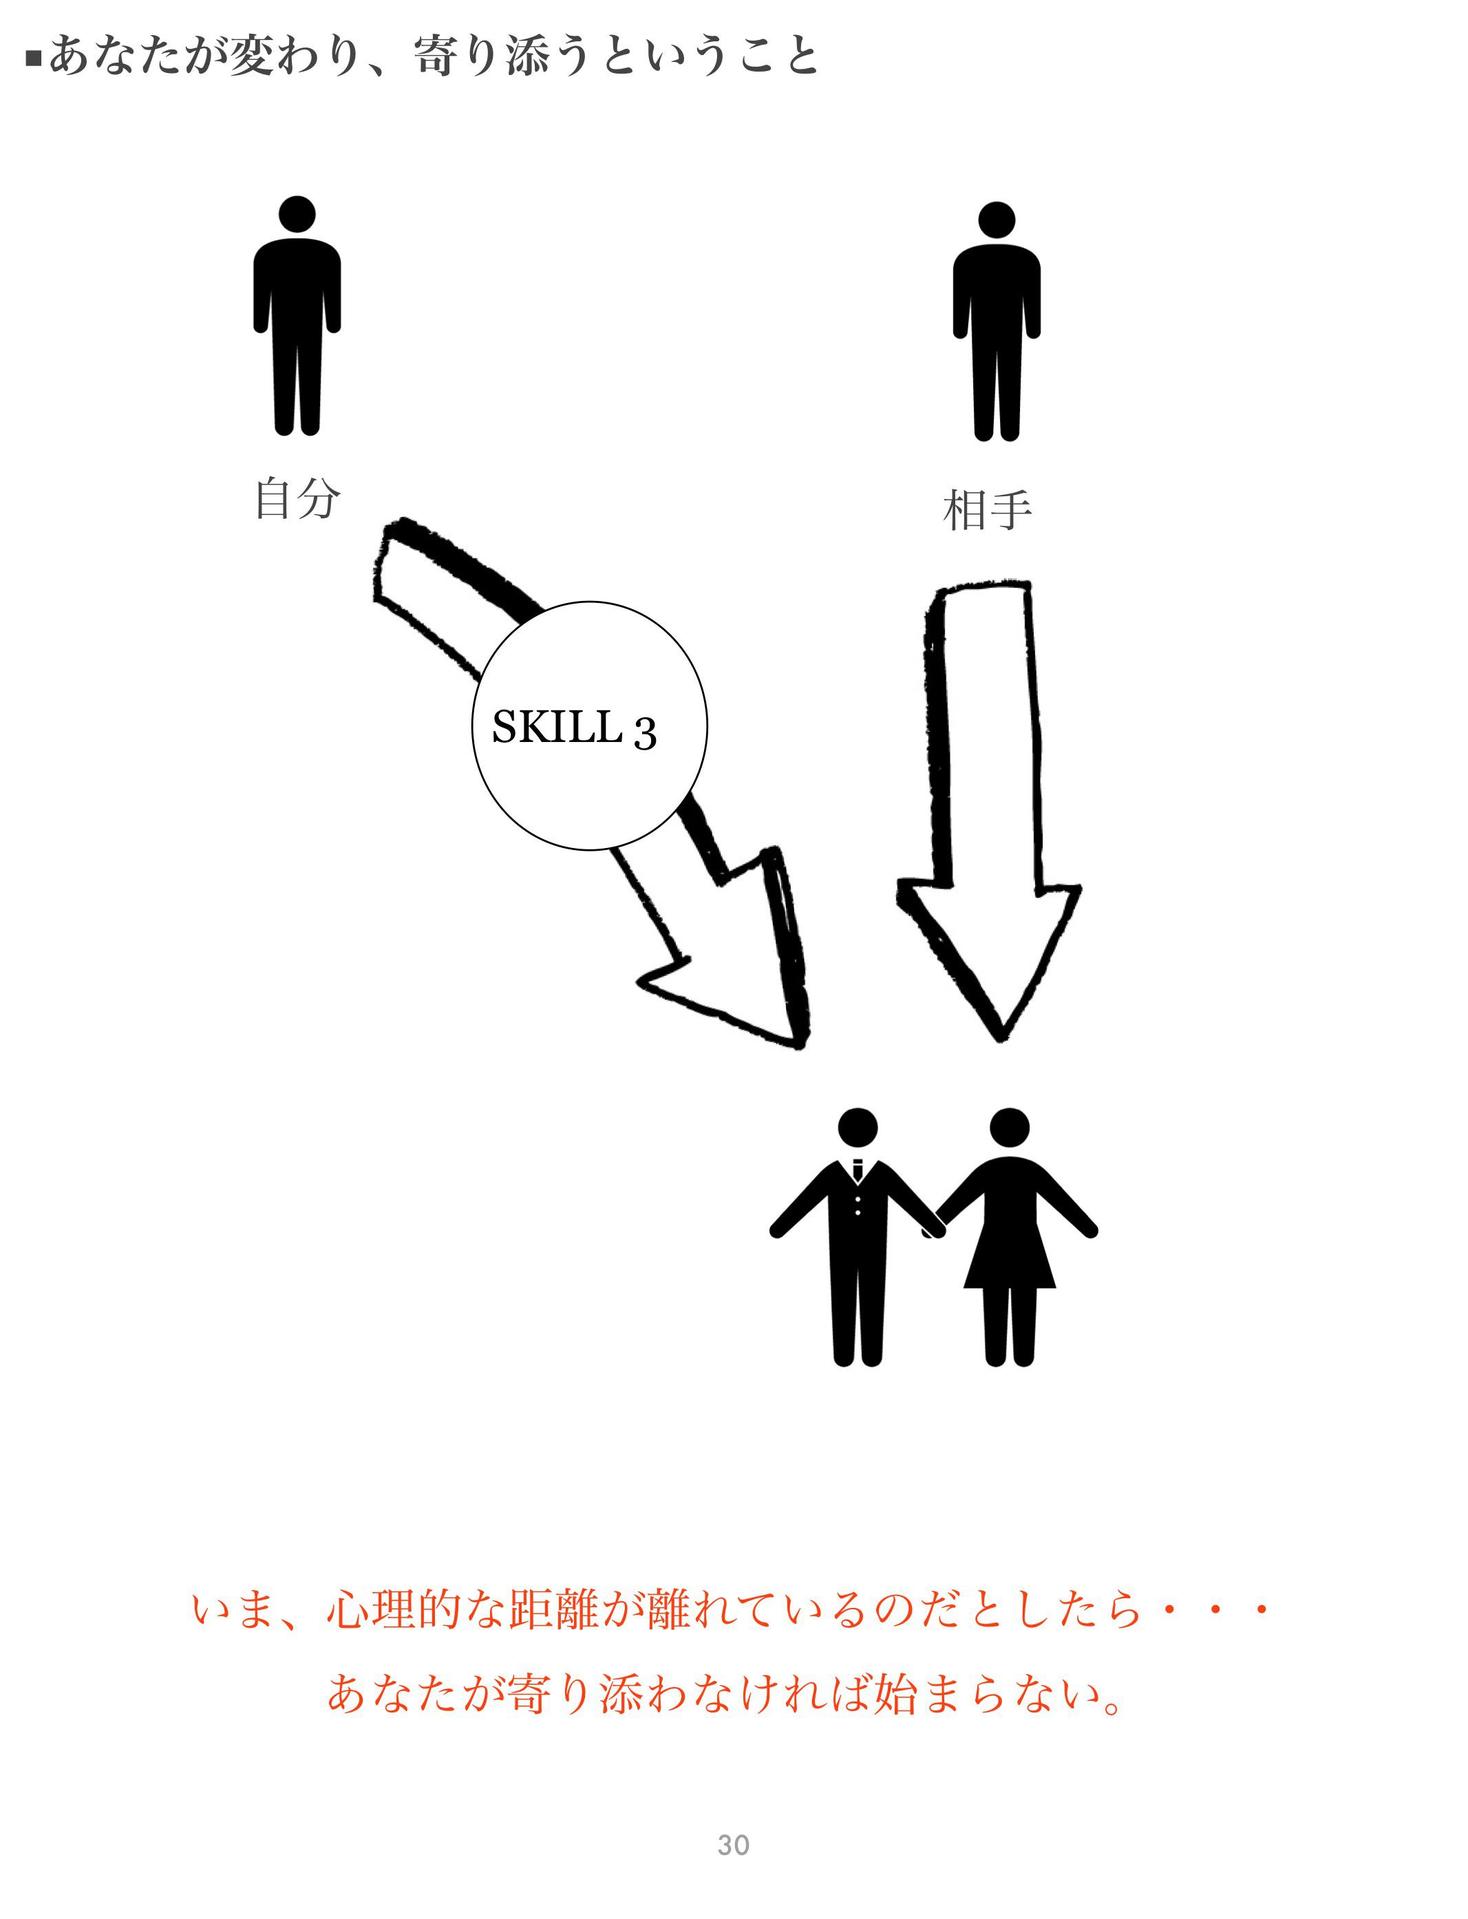 ■あなたが変わり、寄り添うということ
自分
相手
SKILL 3
いま、心理的な距離が離れているのだとしたら・・・
あなたが寄り添わなければ始まらない。
30